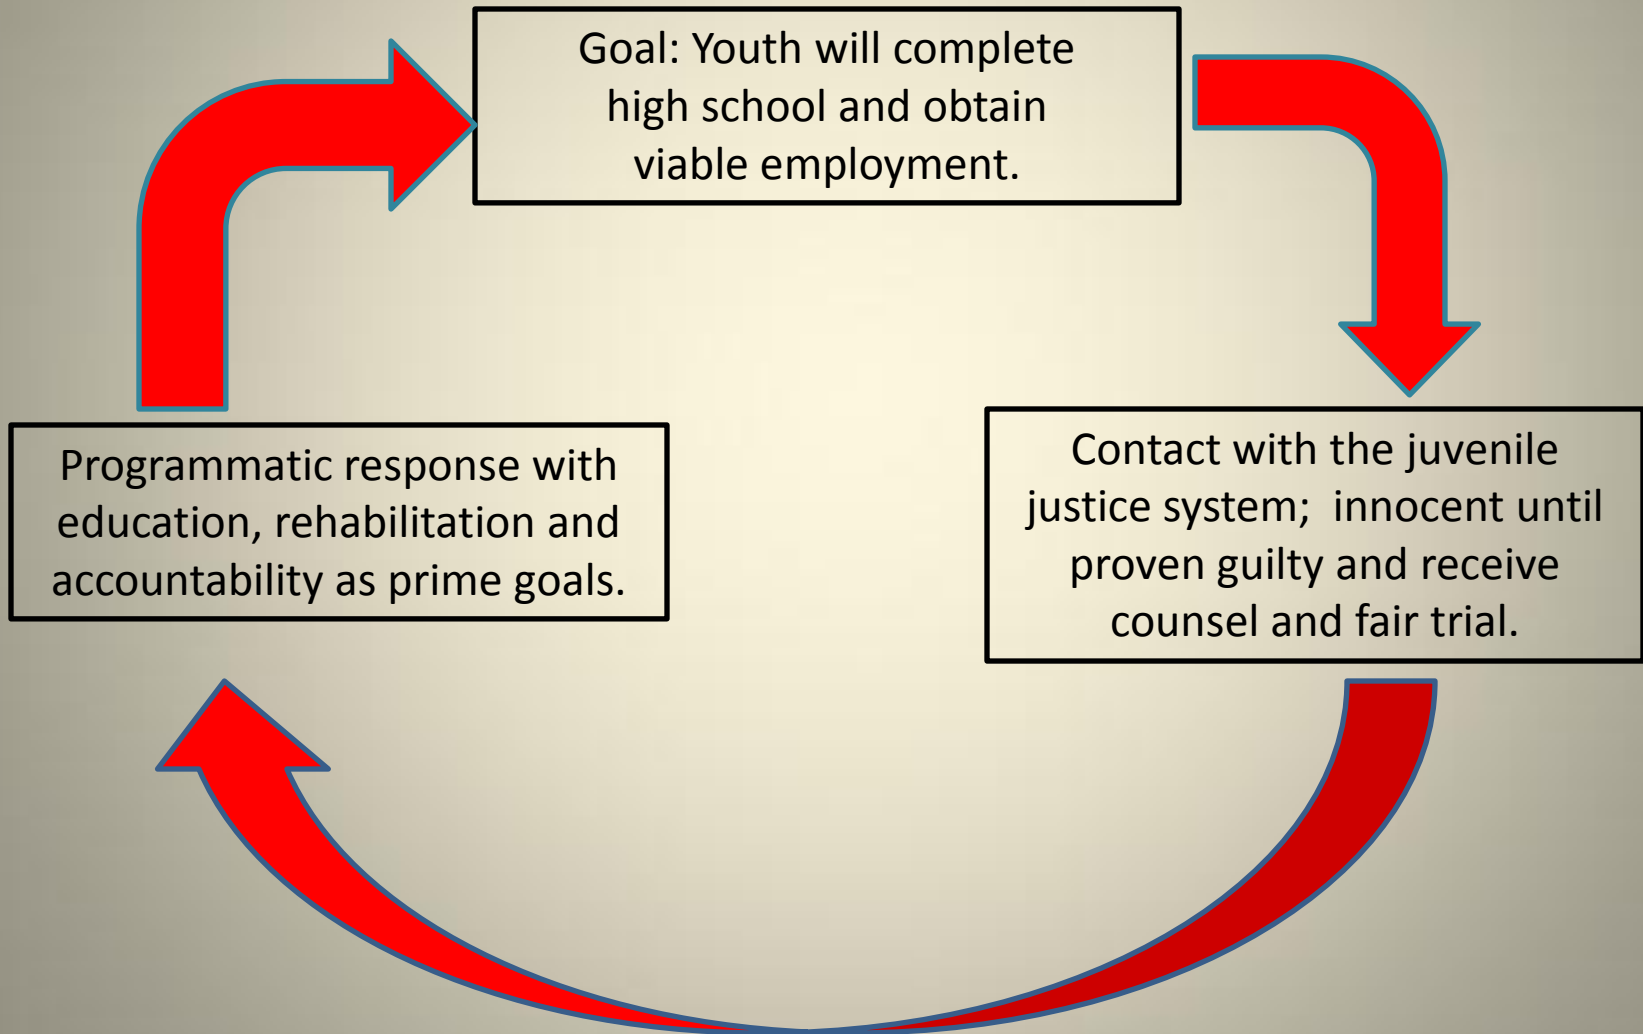 Goal: Youth will complete
high school and obtain
viable employment.
Programmatic response with
education, rehabilitation and
accountability as prime goals.
Contact with the juvenile
justice system;  innocent until
proven guilty and receive
counsel and fair trial.